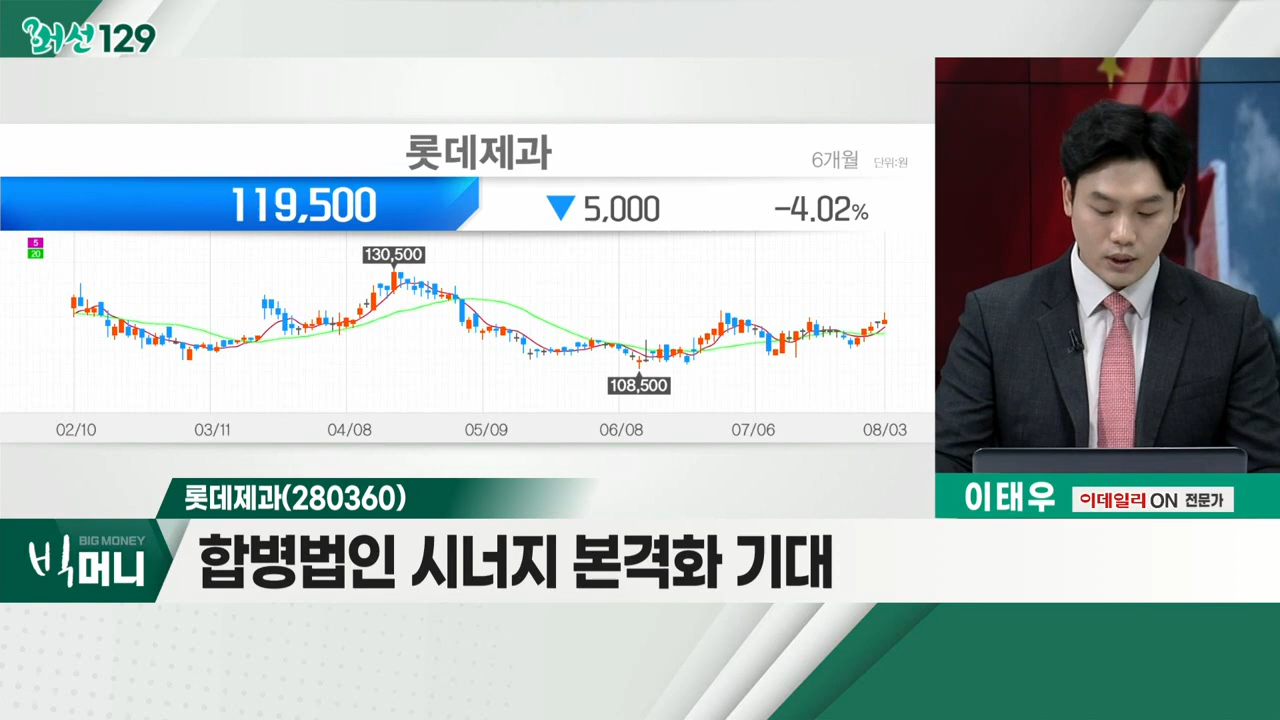 머선129
롯데제과
6개월 단위:원
119,500 ▼5,000 -4.02%
5
20
130,500
108,500
02/10 03/11 04/08 05/09 06/08 07/06 08/03
이태우 이데일리ON 전문가
롯데제과(280360)
BIG MONEY
빅머니
합병법인 시너지 본격화 기대